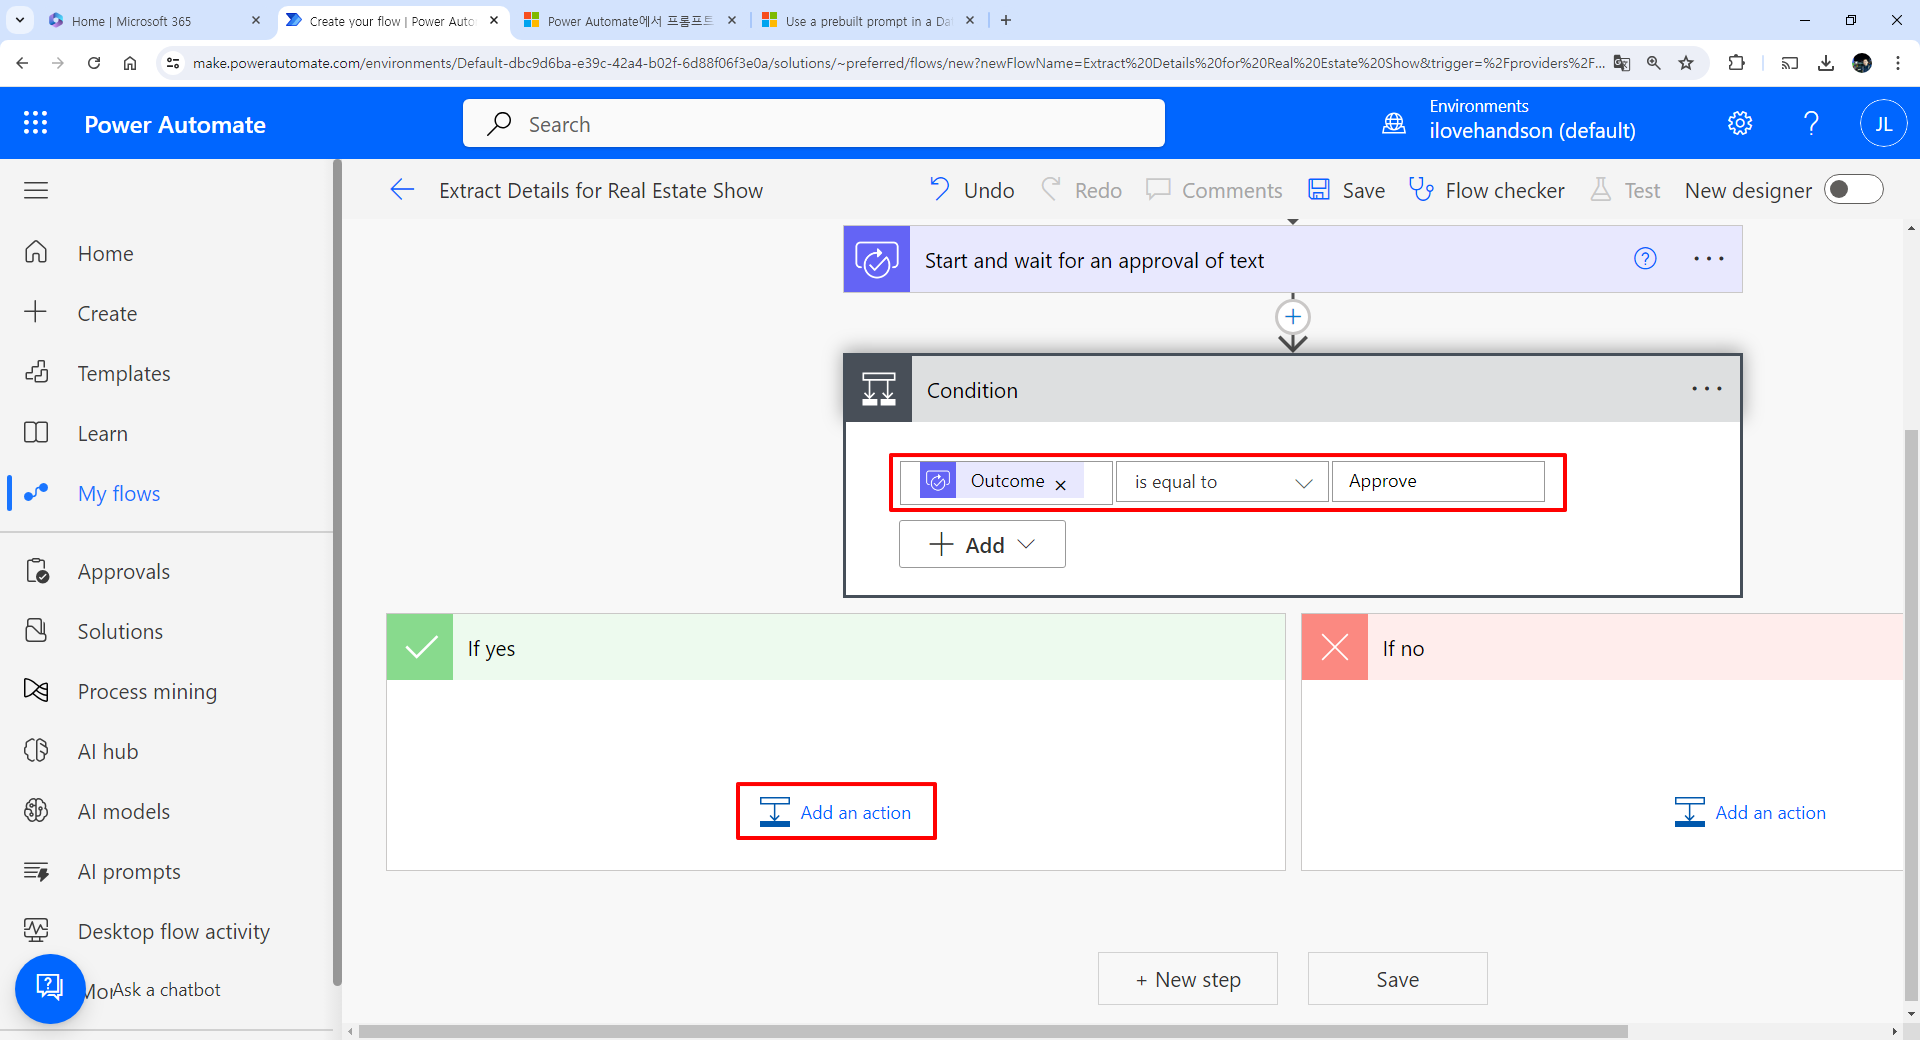 Home | Microsoft 365
Create your flow | Power Auto
Power Automate에서 프롬프트
Use a prebuilt prompt in a Da
make.powerautomate.com/environments/Default-dbc9d6ba-e39c-42a4-b02f-6d88f06f3e0a/solutions/~preferred/flows/new?newFlowName=Extract%20Details%20for%20Real%20Estate%20Show&trigger=%2Fproviders%2F...
Power Automate
Search
Environments
ilovehandson (default)
JL
Extract Details for Real Estate Show
Undo
Redo
Comments
Save
Flow checker
Test
New designer
Home
Create
Templates
Learn
My flows
Approvals
Solutions
Process mining
AI hub
AI models
AI prompts
Desktop flow activity
Mor
Ask a chatbot
Start and wait for an approval of text
Condition
Outcome
is equal to
Approve
Add
If yes
Add an action
If no
Add an action
+ New step
Save